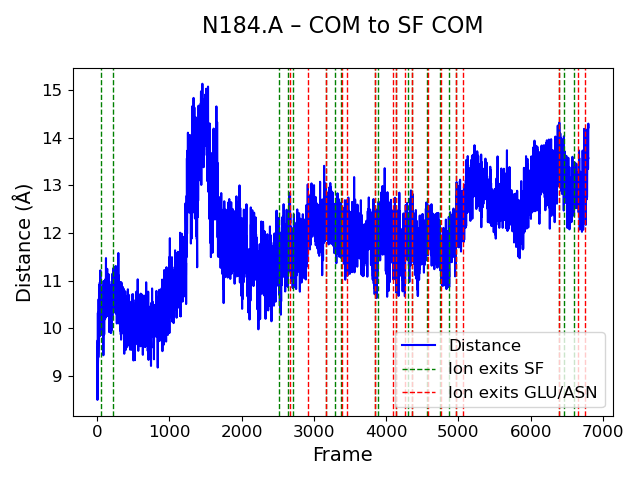 N184.A – COM to SF COM
15
14
13
12
11
10
9
Distance (Å)
Distance
Ion exits SF
Ion exits GLU/ASN
0 1000 2000 3000 4000 5000 6000 7000
Frame